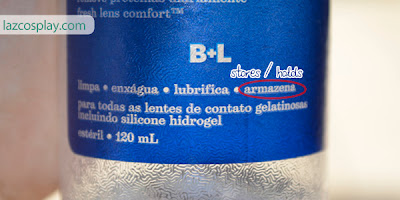 lazcosplay.com
fresh lens comfort™
B+L
stores / holds
limpa • enxágua • lubrifica • armazena
para todas as lentes de contato gelatinosas
incluindo silicone hidrogel
estéril • 120 mL